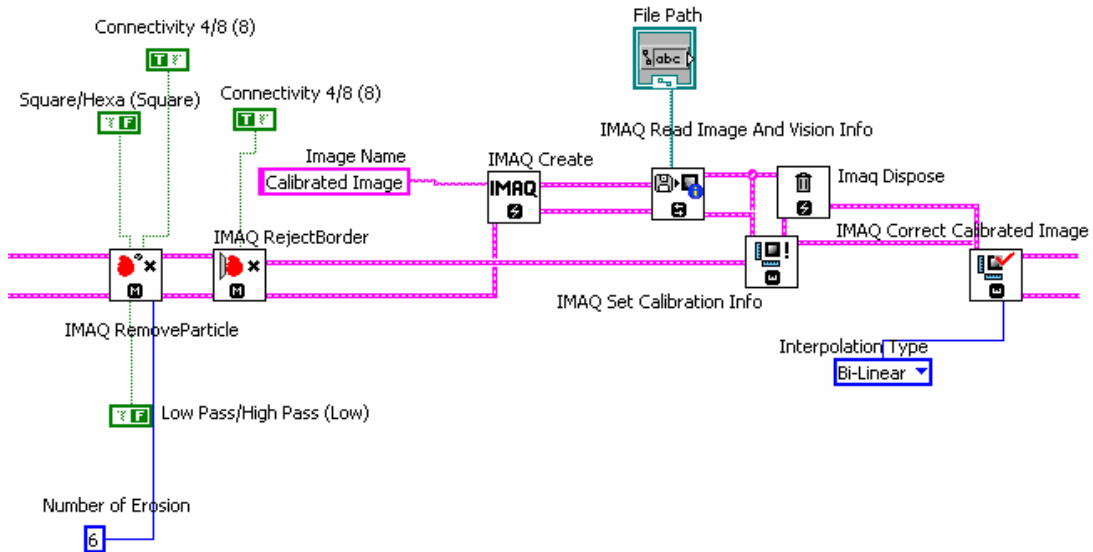 File Path
abc
Connectivity 4/8 (8)
T
Square/Hexa (Square)
F
Connectivity 4/8 (8)
T
IMAQ Read Image And Vision Info
Image Name
Calibrated Image
IMAQ Create
IMAQ
Imaq Dispose
IMAQ RejectBorder
IMAQ Correct Calibrated Image
M
M
IMAQ Set Calibration Info
IMAQ RemoveParticle
Interpolation Type
Bi-Linear
F
Low Pass/High Pass (Low)
Number of Erosion
6